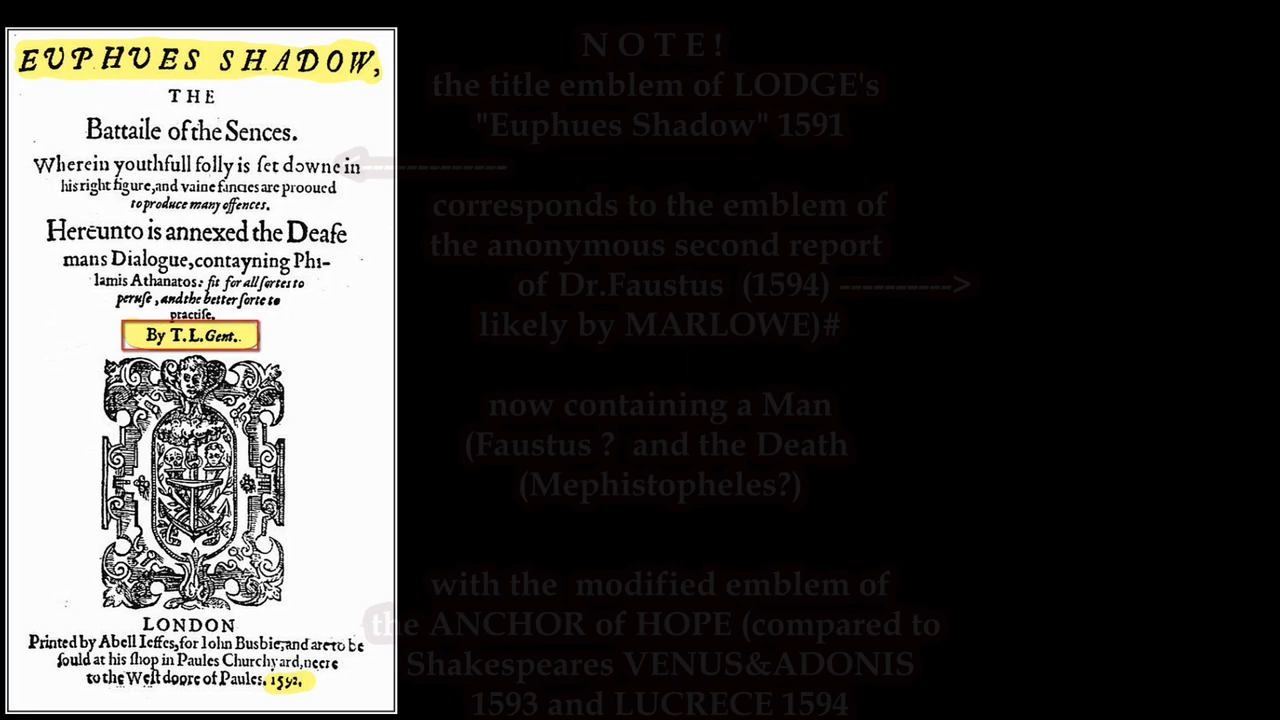 EUPHUES SHADOW,
THE
Battaile of the Sences.
Wherein youthfull folly is set downe in
his right figure, and vaine fancies are prooued
to produce many offences.
Hereunto is annexed the Deafe
mans Dialogue, contayning Phi-
lamis Athanatos: fit for all sortes to
peruse, and the better sorte to
practise.
By T.L. Gent.
LONDON
Printed by Abell Ieffes, for Iohn Busbie, and are to be
sould at his shop in Paules Churchyard, neere
to the West doore of Paules. 1592.
NOTE!
the title emblem of LODGE's
"Euphues Shadow" 1591
<------------
corresponds to the emblem of
the anonymous second report
of Dr.Faustus (1594) ---------->
likely by MARLOWE)#
now containing a Man
(Faustus ? and the Death
(Mephistopheles?)
with the modified emblem of
the ANCHOR of HOPE (compared to
Shakespeares VENUS&ADONIS
1593 and LUCRECE 1594